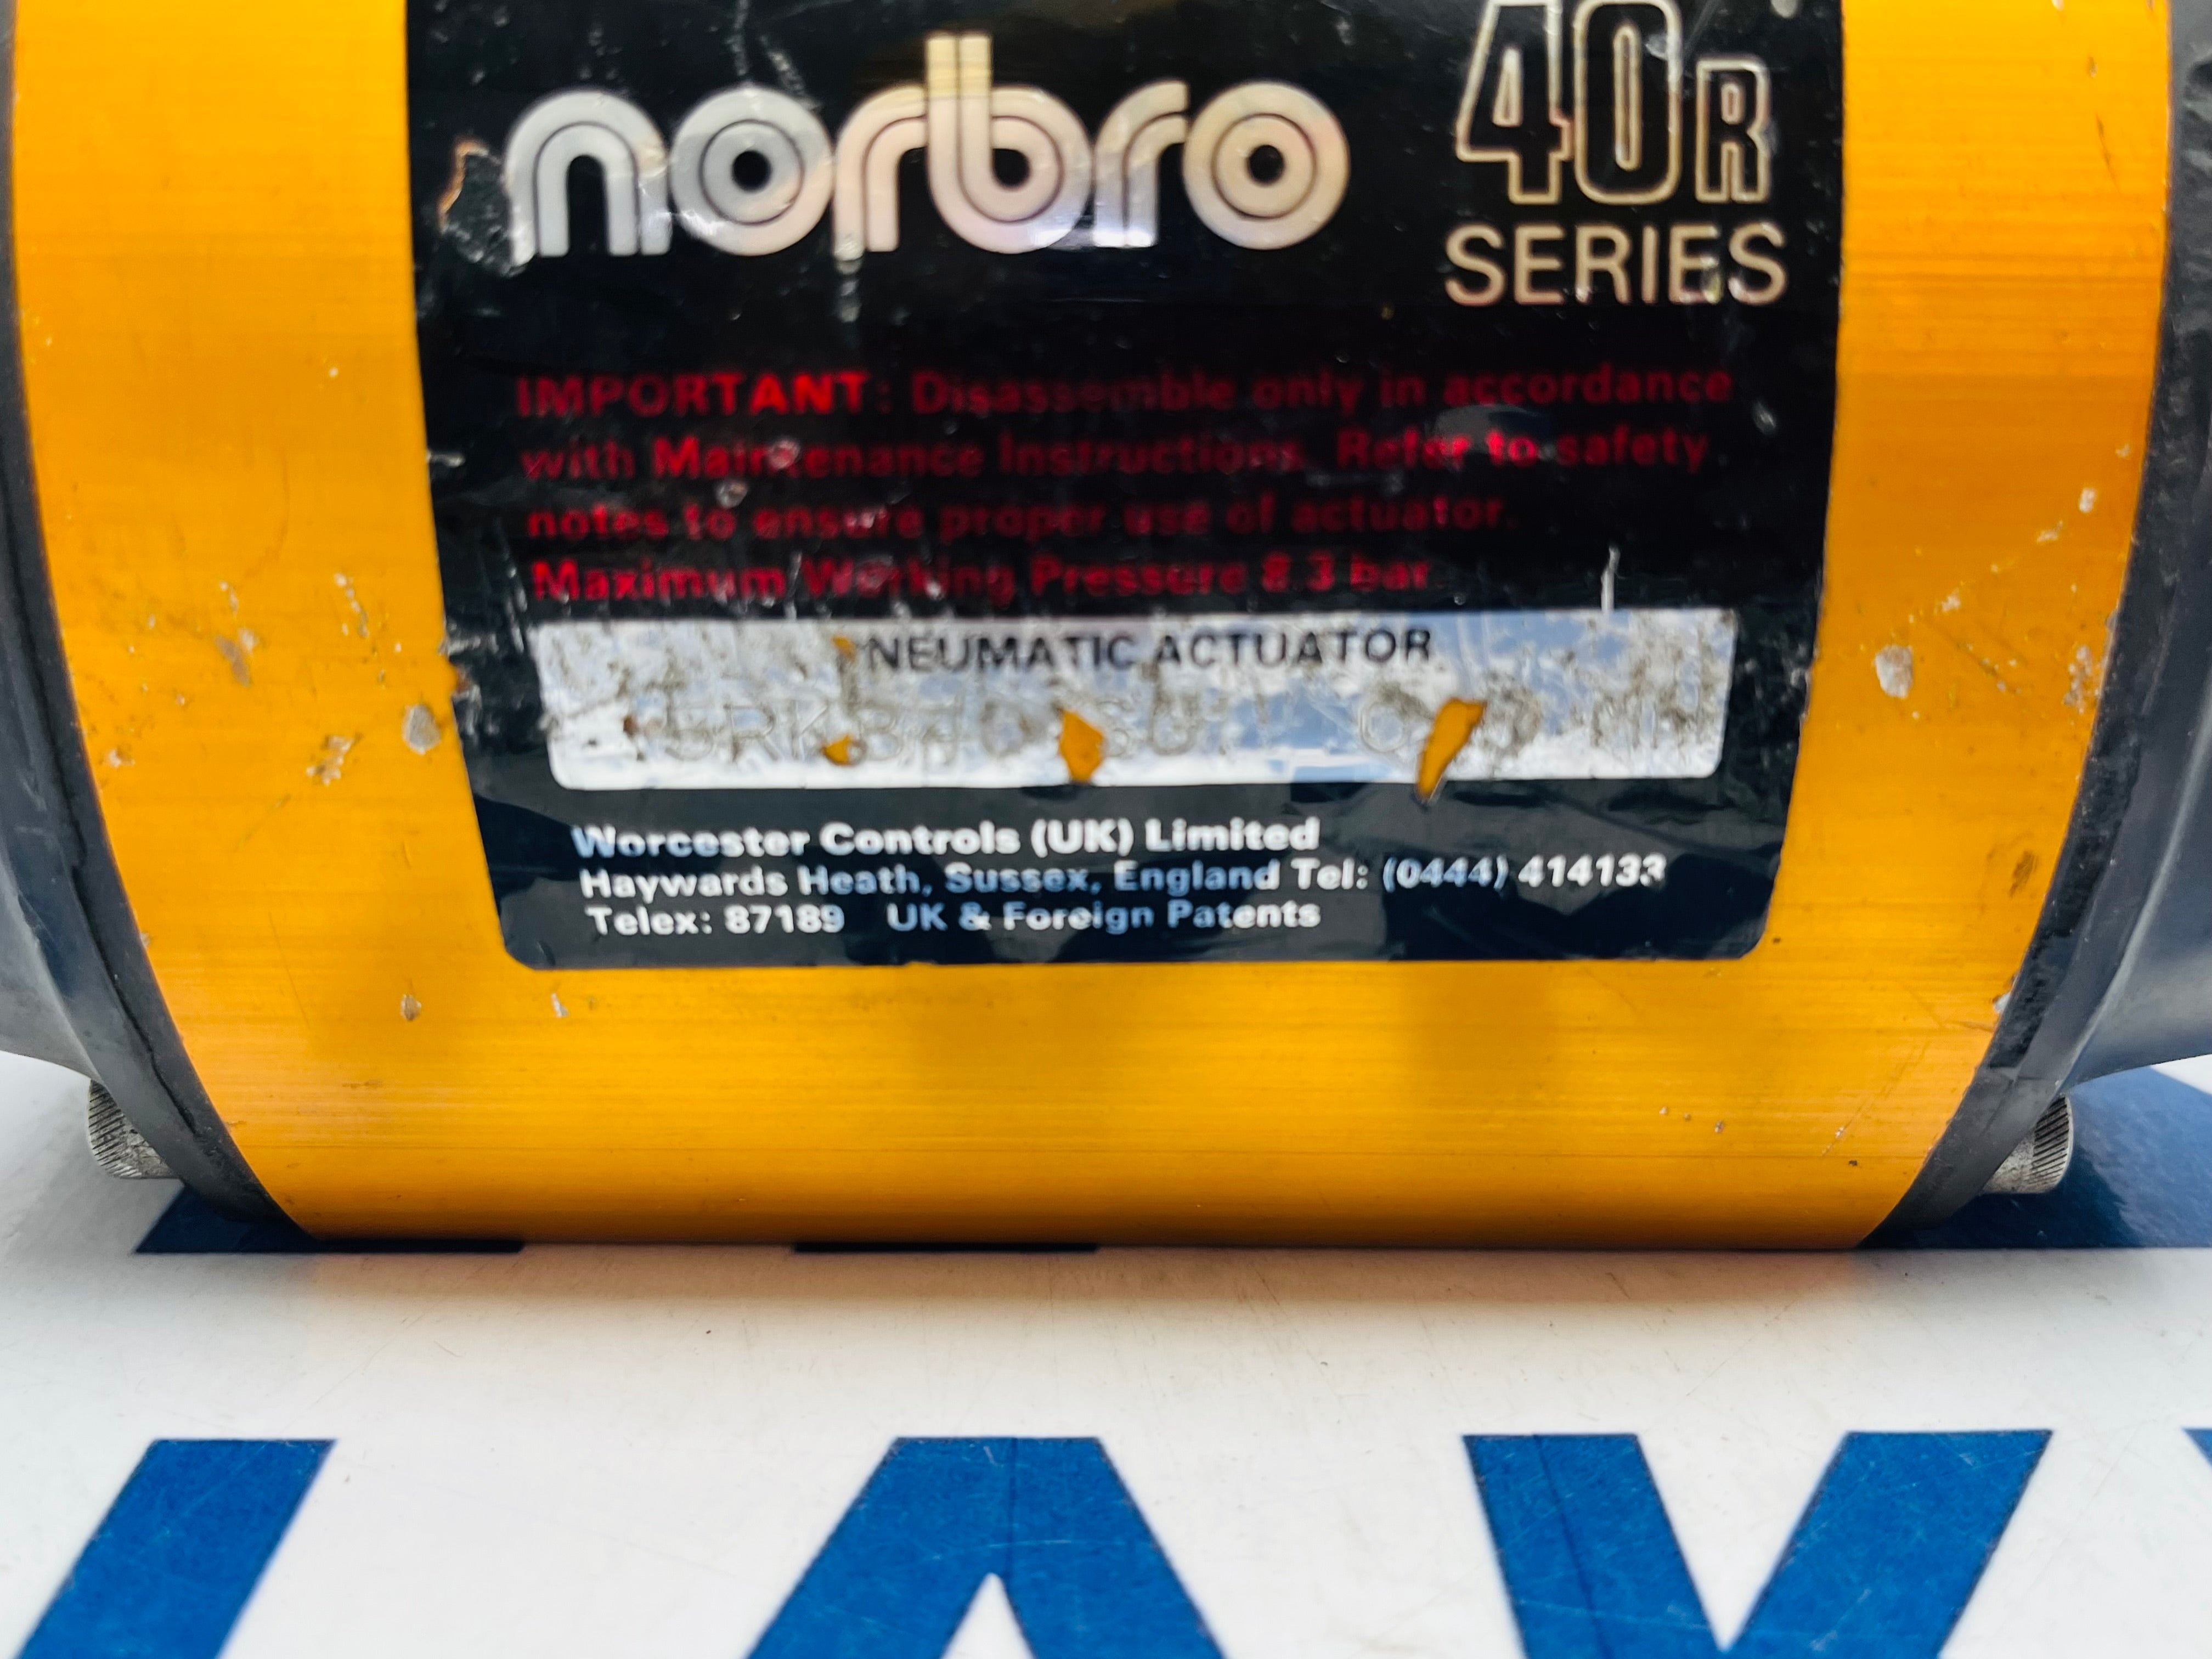 norbro
40R
SERIES
IMPORTANT: Disassemble only in accordance
with Maintenance Instructions. Refer to safety
notes to ensure proper use of actuator.
Maximum Working Pressure 8.3 bar.
PNEUMATIC ACTUATOR
Worcester Controls (UK) Limited
Haywards Heath, Sussex, England Tel: (0444) 414133
Telex: 87189 UK & Foreign Patents